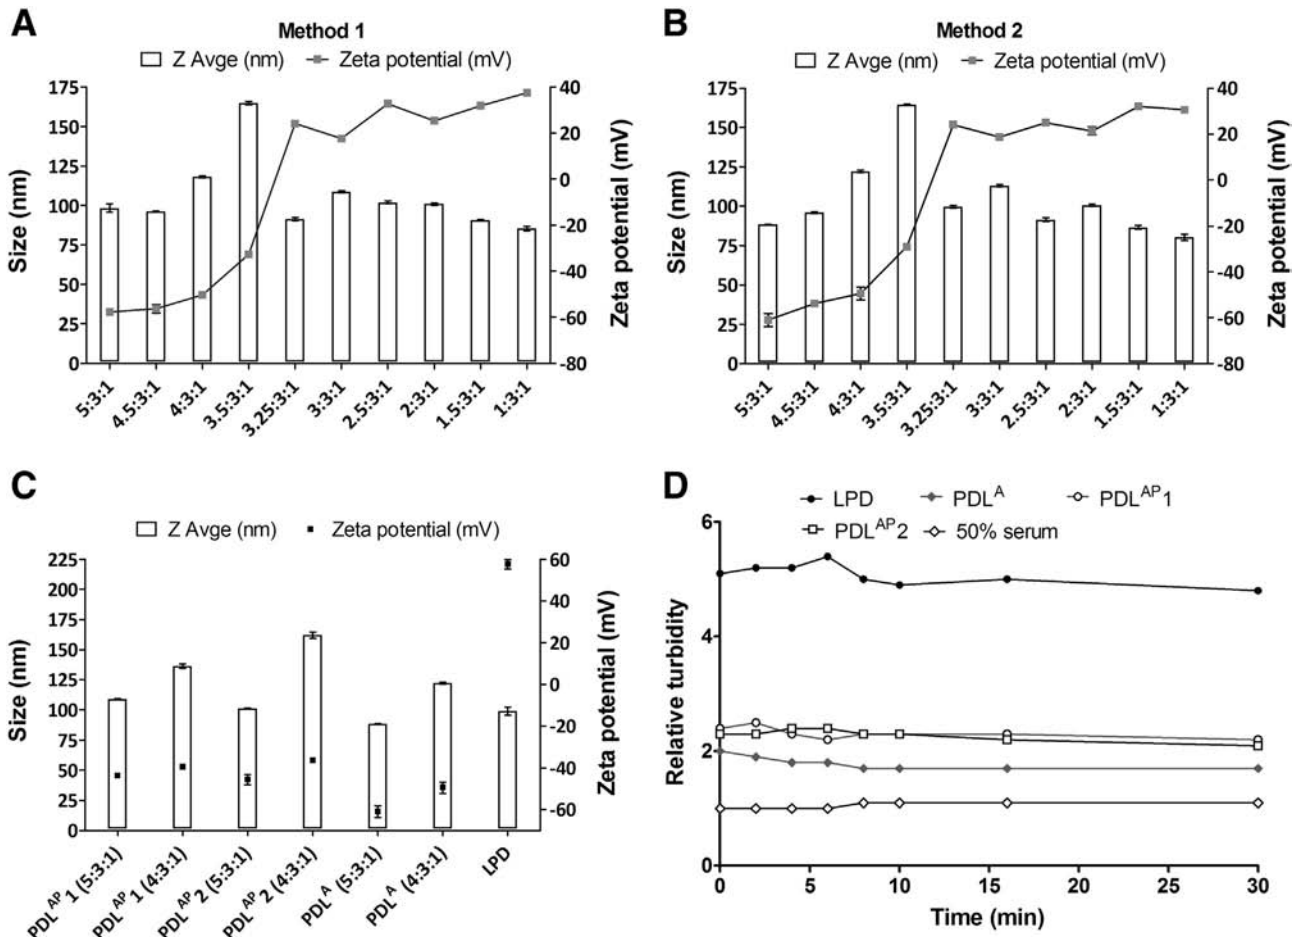 A
Method 1
Z Avge (nm) Zeta potential (mV)
175
150
125
100
75
50
25
0
Size (nm)
40
20
0
-20
-40
-60
-80
Zeta potential (mV)
5:3:1 4.5:3:1 4:3:1 3.5:3:1 3.25:3:1 3:3:1 2.5:3:1 2:3:1 1.5:3:1 1:3:1
B
Method 2
Z Avge (nm) Zeta potential (mV)
175
150
125
100
75
50
25
0
Size (nm)
40
20
0
-20
-40
-60
-80
Zeta potential (mV)
5:3:1 4.5:3:1 4:3:1 3.5:3:1 3.25:3:1 3:3:1 2.5:3:1 2:3:1 1.5:3:1 1:3:1
C
Z Avge (nm) Zeta potential (mV)
225
200
175
150
125
100
75
50
25
0
Size (nm)
60
40
20
0
-20
-40
-60
Zeta potential (mV)
PDL^AP 1 (5:3:1) PDL^AP 1 (4:3:1) PDL^AP 2 (5:3:1) PDL^AP 2 (4:3:1) PDL^A (5:3:1) PDL^A (4:3:1) LPD
D
LPD PDL^A PDL^AP 1
PDL^AP 2 50% serum
6
4
2
0
Relative turbidity
0 5 10 15 20 25 30
Time (min)